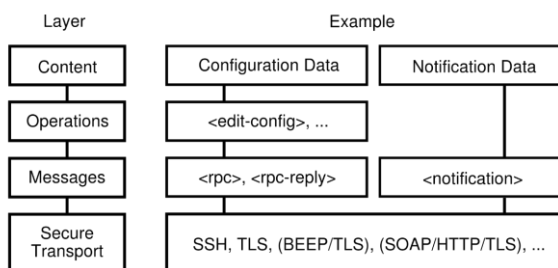 Layer Example
Content Configuration Data Notification Data
Operations <edit-config>, ...
Messages <rpc>, <rpc-reply> <notification>
Secure
Transport SSH, TLS, (BEEP/TLS), (SOAP/HTTP/TLS), ...